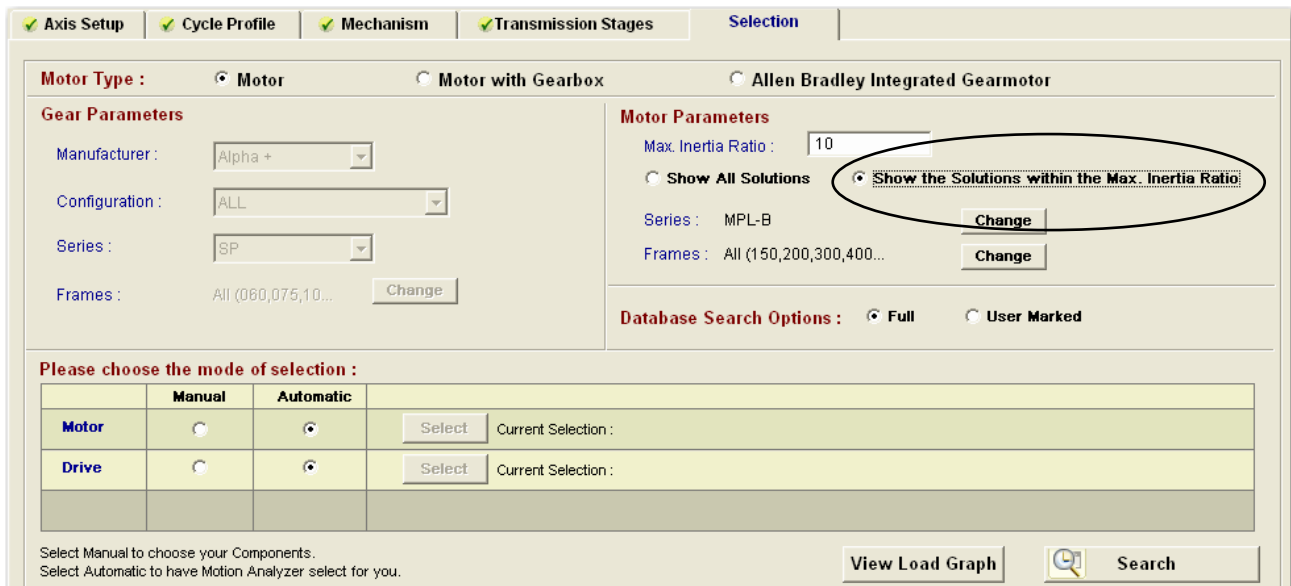 Axis Setup Cycle Profile Mechanism Transmission Stages Selection
Motor Type : Motor Motor with Gearbox Allen Bradley Integrated Gearmotor
Gear Parameters
Manufacturer : Alpha +
Configuration : ALL
Series : SP
Frames : All (060,075,10... Change
Motor Parameters
Max. Inertia Ratio : 10
Show All Solutions Show the Solutions within the Max. Inertia Ratio
Series : MPL-B Change
Frames : All (150,200,300,400... Change
Database Search Options : Full User Marked
Please choose the mode of selection :
Manual Automatic
Motor Select Current Selection :
Drive Select Current Selection :
Select Manual to choose your Components.
Select Automatic to have Motion Analyzer select for you.
View Load Graph Search